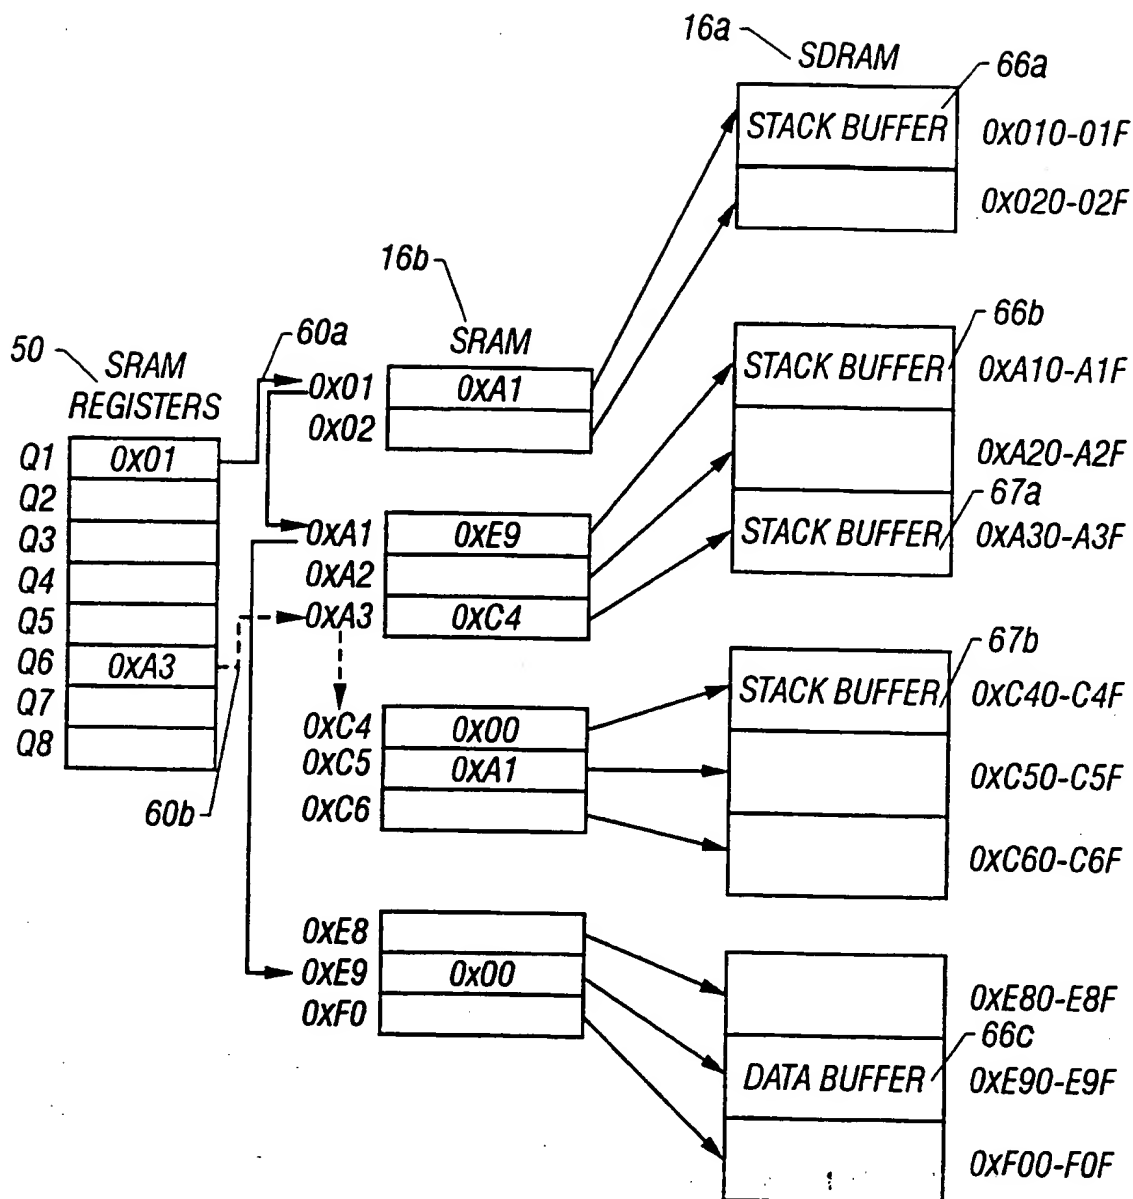 16a
SDRAM
66a
STACK BUFFER
0X010-01F
0X020-02F
16b
66b
60a
SRAM
50
SRAM
REGISTERS
STACK BUFFER
0XA10-A1F
0X01
0XA1
0X02
0XA20-A2F
Q1
0X01
67a
Q2
STACK BUFFER
0XA30-A3F
0XA1
0XE9
Q3
0XA2
Q4
0XA3
0XC4
Q5
Q6
0XA3
67b
STACK BUFFER
0XC40-C4F
Q7
0XC4
0X00
Q8
0XC5
0XA1
0XC50-C5F
60b
0XC6
0XC60-C6F
0XE8
0XE9
0X00
0XE80-E8F
0XF0
66c
DATA BUFFER
0XE90-E9F
0XF00-F0F